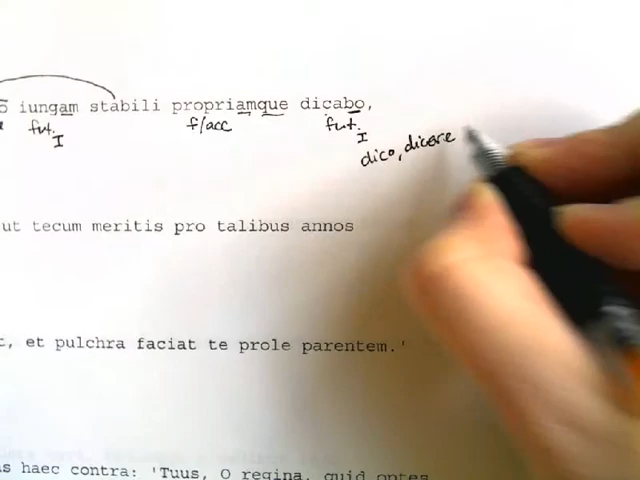 iungam stabili propriamque dicabo,
fut. f/acc fut.
I I
dico, dicere
ut tecum meritis pro talibus annos
et pulchra faciat te prole parentem.'
haec contra: 'Tuus, O regina, quid optes